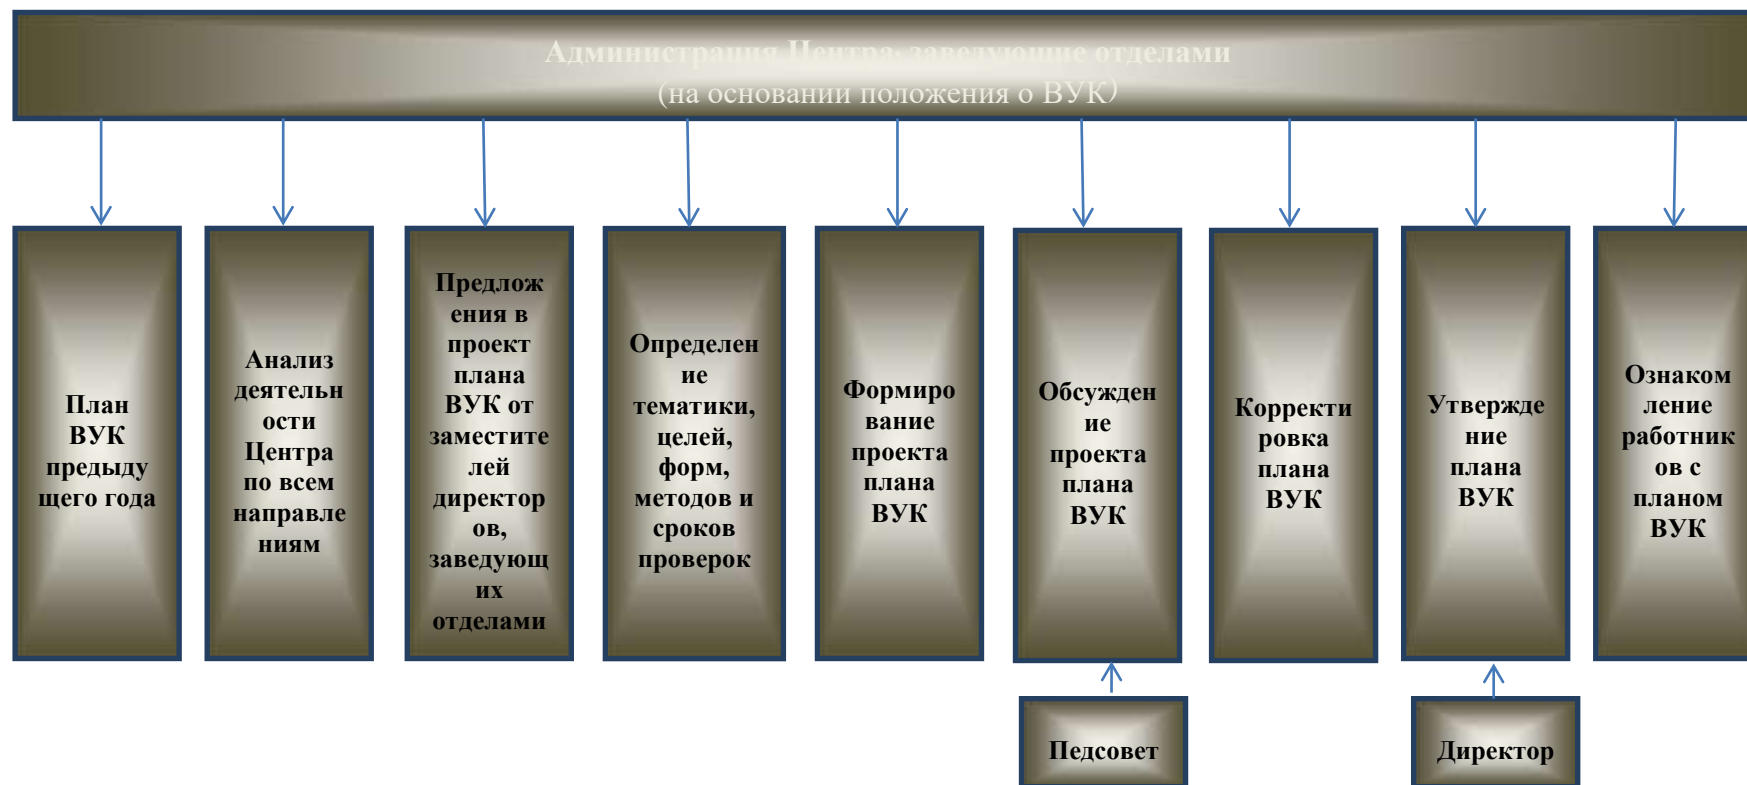 Администрация Центра: заведующие отделами
(на основании положения о ВУК)
План
ВУК
предыду
щего года
Анализ
деятельн
ости
Центра
по всем
направле
ниям
Предлож
ения в
проект
плана
ВУК от
заместите
лей
директор
ов,
заведующ
их
отделами
Определен
ие
тематики,
целей,
форм,
методов и
сроков
проверок
Формиро
вание
проекта
плана
ВУК
Обсужден
ие
проекта
плана
ВУК
Корректи
ровка
плана
ВУК
Утвержде
ние
плана
ВУК
Ознаком
ление
работник
ов с
планом
ВУК
Педсовет
Директор